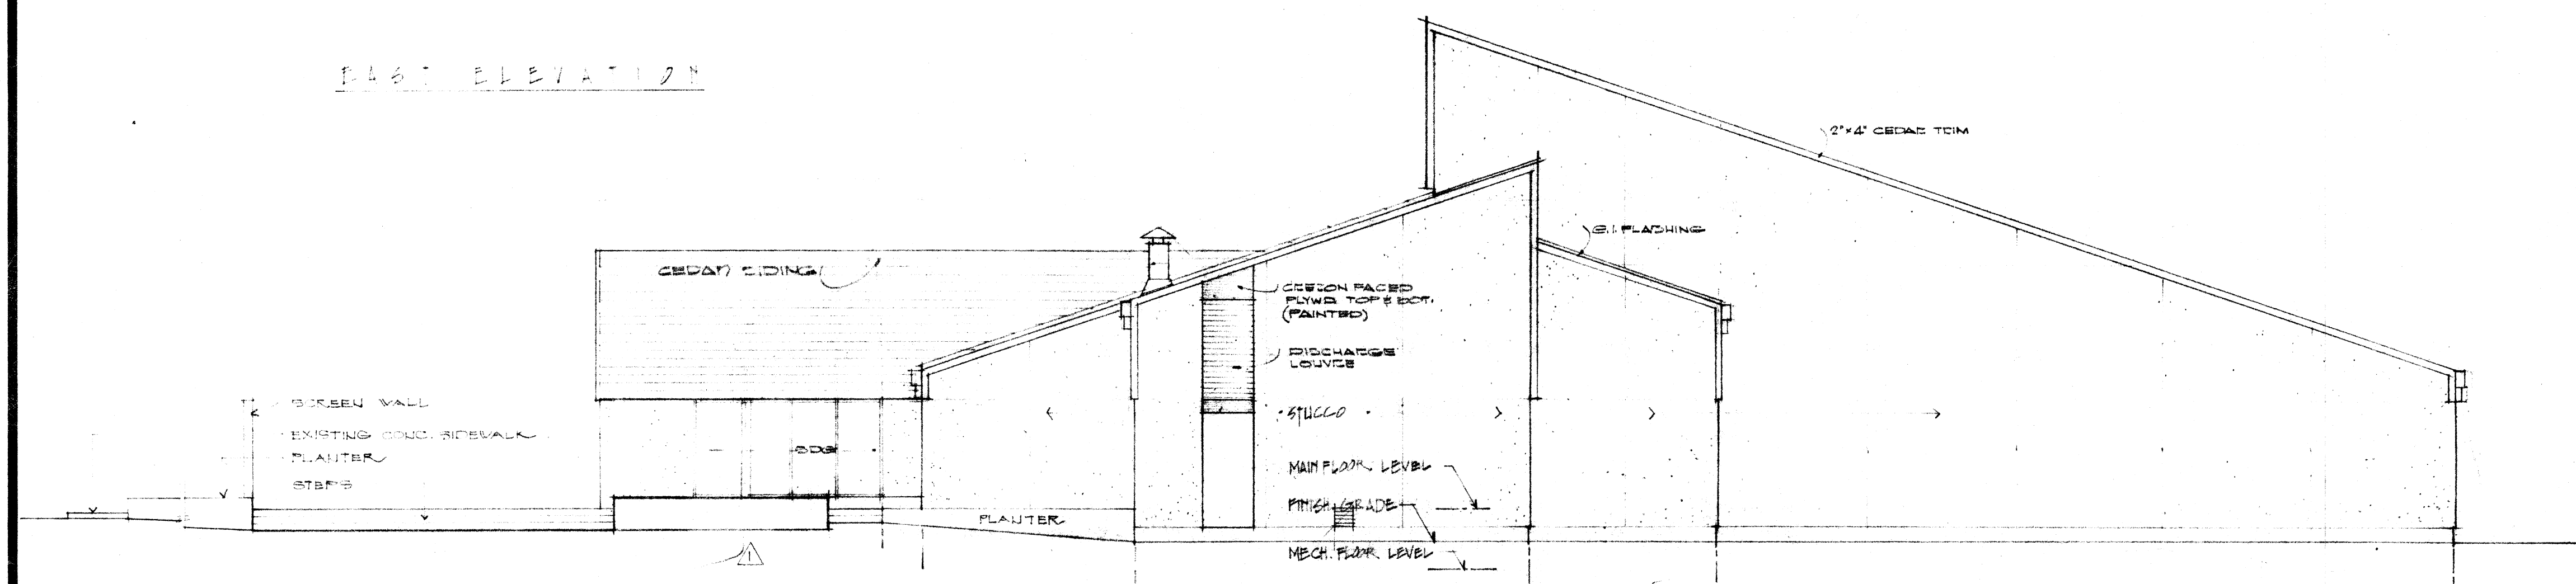 EAST ELEVATION
2"x4" CEDAR TRIM
G.I. FLASHING
CEDAR SIDING
CREZON FACED
PLYWD. TOP & BOT.
(PAINTED)
DISCHARGE
LOUVRE
SCREEN WALL
• STUCCO •
EXISTING CONC. SIDEWALK
PLANTER
STEPS
MAIN FLOOR LEVEL
FINISH GRADE
PLANTER
MECH. FLOOR LEVEL
1